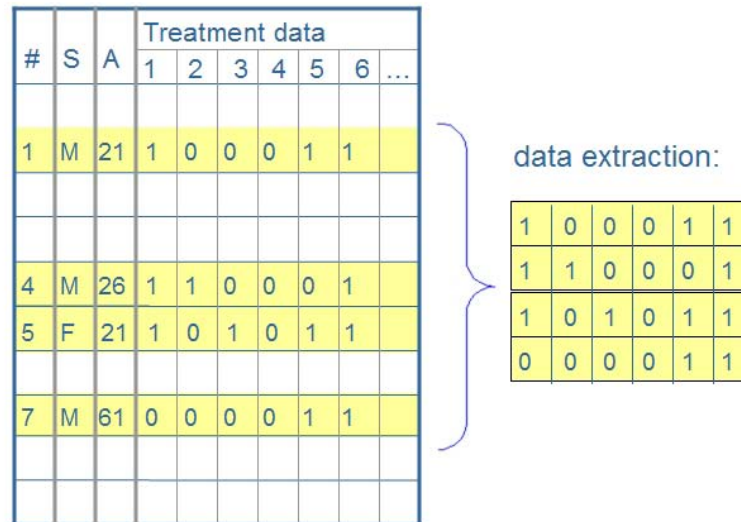 Treatment data
# S A 1 2 3 4 5 6 ...
1 M 21 1 0 0 0 1 1
4 M 26 1 1 0 0 0 1
5 F 21 1 0 1 0 1 1
7 M 61 0 0 0 0 1 1
data extraction:
1 0 0 0 1 1
1 1 0 0 0 1
1 0 1 0 1 1
0 0 0 0 1 1